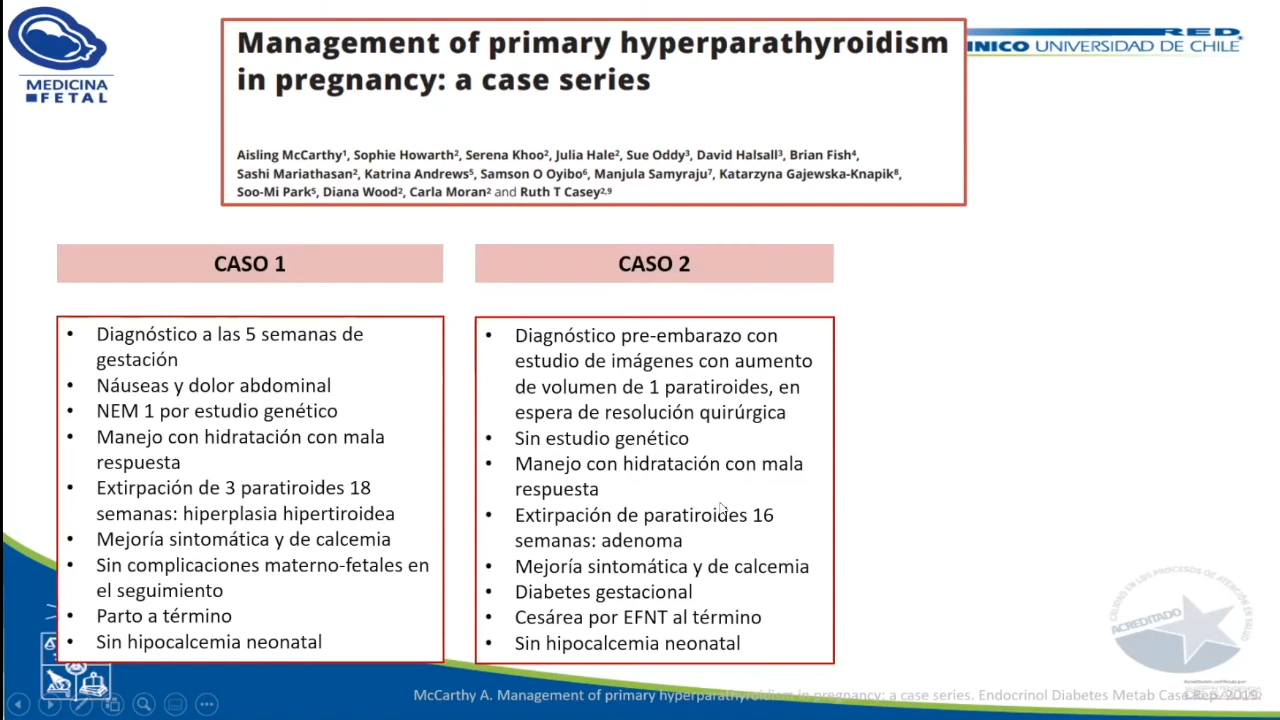 MEDICINA
FETAL
Management of primary hyperparathyroidism
in pregnancy: a case series
Aisling McCarthy¹, Sophie Howarth², Serena Khoo², Julia Hale², Sue Oddy³, David Halsall³, Brian Fish⁴,
Sashi Mariathasan², Katrina Andrews⁵, Samson O Oyibo⁶, Manjula Samyraju⁷, Katarzyna Gajewska-Knapik⁸,
Soo-Mi Park⁵, Diana Wood², Carla Moran² and Ruth T Casey²,⁹
RED
INICO UNIVERSIDAD DE CHILE
CASO 1
• Diagnóstico a las 5 semanas de
gestación
• Náuseas y dolor abdominal
• NEM 1 por estudio genético
• Manejo con hidratación con mala
respuesta
• Extirpación de 3 paratiroides 18
semanas: hiperplasia hipertiroidea
• Mejoría sintomática y de calcemia
• Sin complicaciones materno-fetales en
el seguimiento
• Parto a término
• Sin hipocalcemia neonatal
CASO 2
• Diagnóstico pre-embarazo con
estudio de imágenes con aumento
de volumen de 1 paratiroides, en
espera de resolución quirúrgica
• Sin estudio genético
• Manejo con hidratación con mala
respuesta
• Extirpación de paratiroides 16
semanas: adenoma
• Mejoría sintomática y de calcemia
• Diabetes gestacional
• Cesárea por EFNT al término
• Sin hipocalcemia neonatal
CALIDAD EN LOS PROCESOS DE ATENCIÓN EN SALUD
ACREDITADO
McCarthy A. Management of primary hyperparathyroidism in pregnancy: a case series. Endocrinol Diabetes Metab Case Rep. 2019